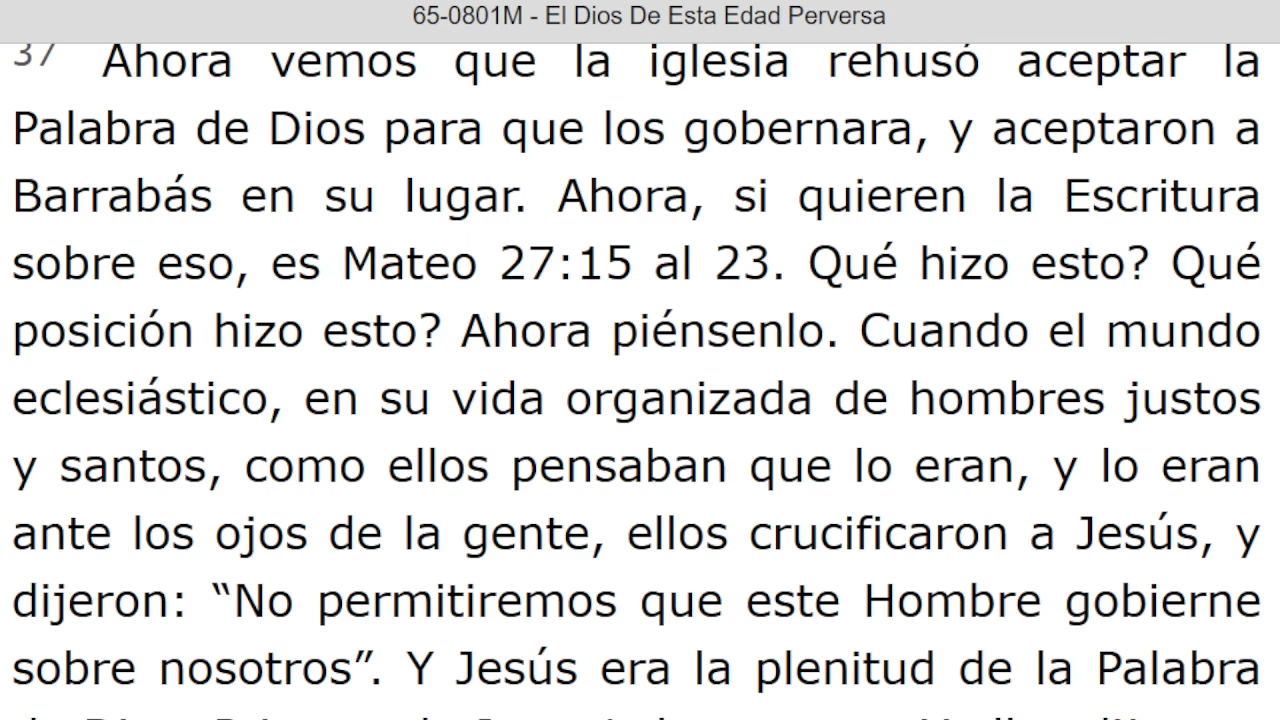 65-0801M - El Dios De Esta Edad Perversa
37 Ahora vemos que la iglesia rehusó aceptar la
Palabra de Dios para que los gobernara, y aceptaron a
Barrabás en su lugar. Ahora, si quieren la Escritura
sobre eso, es Mateo 27:15 al 23. Qué hizo esto? Qué
posición hizo esto? Ahora piénsenlo. Cuando el mundo
eclesiástico, en su vida organizada de hombres justos
y santos, como ellos pensaban que lo eran, y lo eran
ante los ojos de la gente, ellos crucificaron a Jesús, y
dijeron: “No permitiremos que este Hombre gobierne
sobre nosotros”. Y Jesús era la plenitud de la Palabra